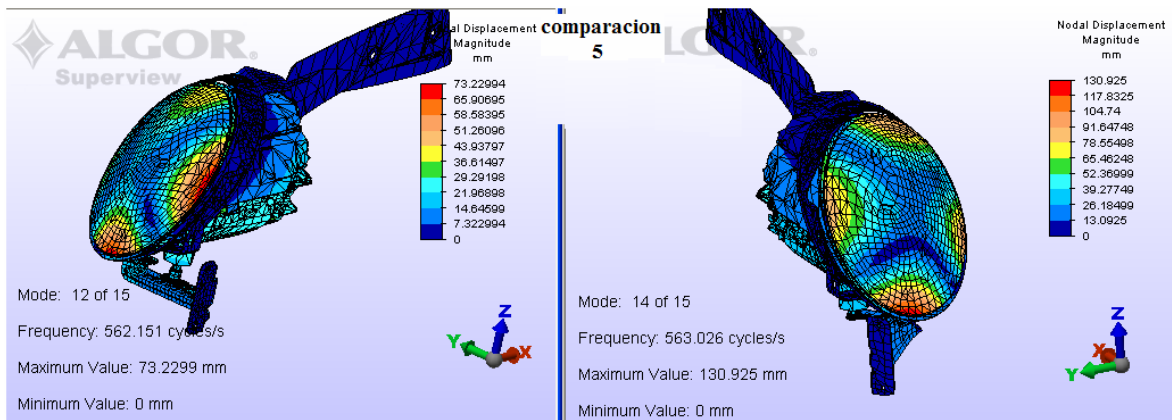 ALGOR®
Superview
al Displacement
Magnitude
mm
73.22994
65.90695
58.58395
51.26096
43.93797
36.61497
29.29198
21.96898
14.64599
7.322994
0
Mode: 12 of 15
Frequency: 562.151 cycles/s
Maximum Value: 73.2299 mm
Minimum Value: 0 mm
Y
Z
X
comparacion
5
LGOR®
Nodal Displacement
Magnitude
mm
130.925
117.8325
104.74
91.64748
78.55498
65.46248
52.36999
39.27749
26.18499
13.0925
0
Mode: 14 of 15
Frequency: 563.026 cycles/s
Maximum Value: 130.925 mm
Minimum Value: 0 mm
Z
X
Y